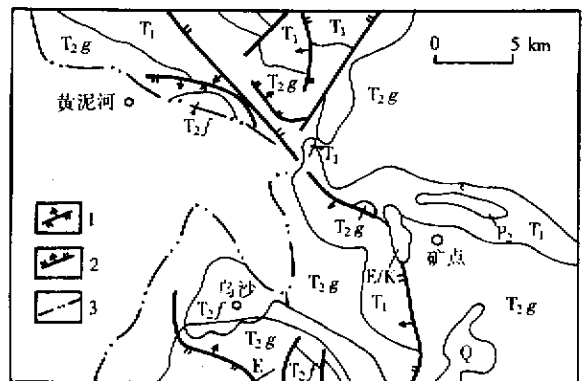 T₁
T₃
T₃
0 5 km
T₂g
T₂g
T₂g
黄泥河
T₂f
T₁
T₂g
P₂
T₁
1
2
3
E/K
矿点
乌沙
T₂f
T₂g
T₁
T₂g
T₂g
E
T₂f
Q